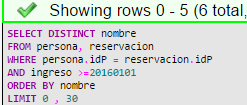 Showing rows 0 - 5 (6 total,
SELECT DISTINCT nombre
FROM persona, reservacion
WHERE persona.idP = reservacion.idP
AND ingreso >=20160101
ORDER BY nombre
LIMIT 0 , 30